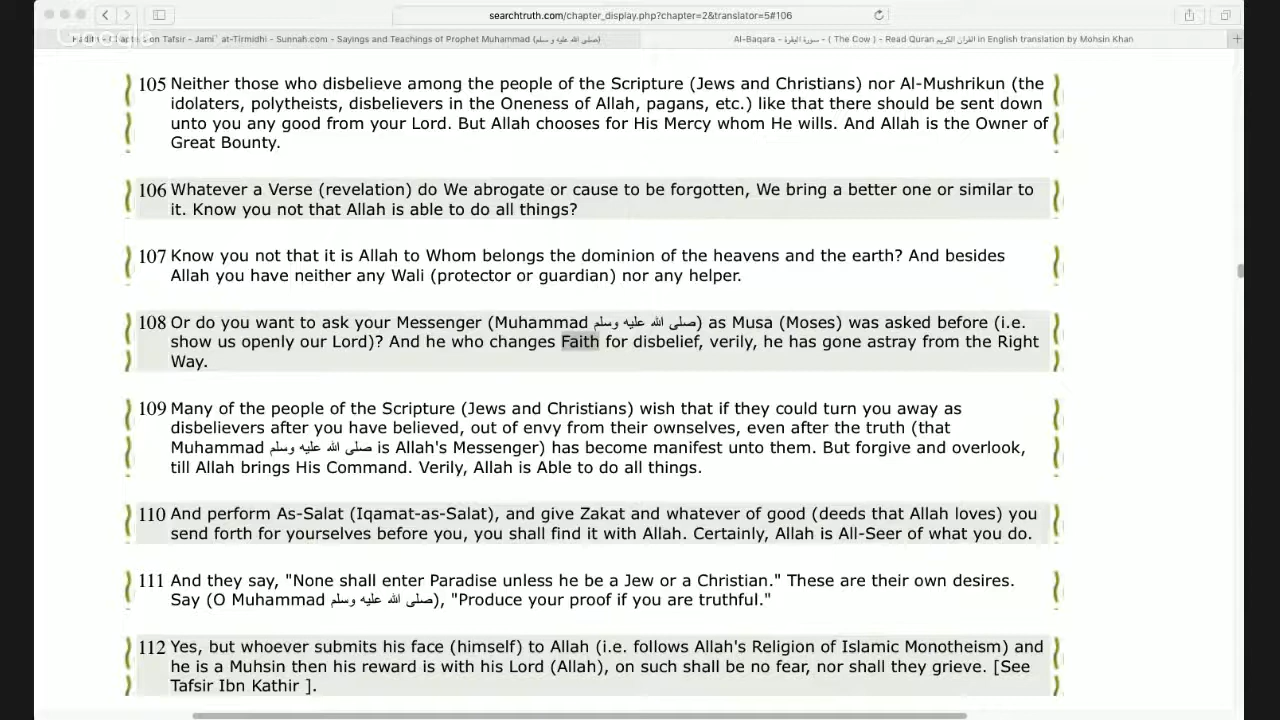 searchtruth.com/chapter_display.php?chapter=2&translator=5#106
on Tafsir - Jami` at-Tirmidhi - Sunnah.com - Sayings and Teachings of Prophet Muhammad (صلى الله عليه و سلم)
Al-Baqara - سورة البقرة - ( The Cow ) - Read Quran القرآن الكريم in English translation by Mohsin Khan
105 Neither those who disbelieve among the people of the Scripture (Jews and Christians) nor Al-Mushrikun (the
idolaters, polytheists, disbelievers in the Oneness of Allah, pagans, etc.) like that there should be sent down
unto you any good from your Lord. But Allah chooses for His Mercy whom He wills. And Allah is the Owner of
Great Bounty.
106 Whatever a Verse (revelation) do We abrogate or cause to be forgotten, We bring a better one or similar to
it. Know you not that Allah is able to do all things?
107 Know you not that it is Allah to Whom belongs the dominion of the heavens and the earth? And besides
Allah you have neither any Wali (protector or guardian) nor any helper.
108 Or do you want to ask your Messenger (Muhammad صلى الله عليه وسلم) as Musa (Moses) was asked before (i.e.
show us openly our Lord)? And he who changes Faith for disbelief, verily, he has gone astray from the Right
Way.
109 Many of the people of the Scripture (Jews and Christians) wish that if they could turn you away as
disbelievers after you have believed, out of envy from their ownselves, even after the truth (that
Muhammad صلى الله عليه وسلم is Allah's Messenger) has become manifest unto them. But forgive and overlook,
till Allah brings His Command. Verily, Allah is Able to do all things.
110 And perform As-Salat (Iqamat-as-Salat), and give Zakat and whatever of good (deeds that Allah loves) you
send forth for yourselves before you, you shall find it with Allah. Certainly, Allah is All-Seer of what you do.
111 And they say, "None shall enter Paradise unless he be a Jew or a Christian." These are their own desires.
Say (O Muhammad صلى الله عليه وسلم), "Produce your proof if you are truthful."
112 Yes, but whoever submits his face (himself) to Allah (i.e. follows Allah's Religion of Islamic Monotheism) and
he is a Muhsin then his reward is with his Lord (Allah), on such shall be no fear, nor shall they grieve. [See
Tafsir Ibn Kathir ].